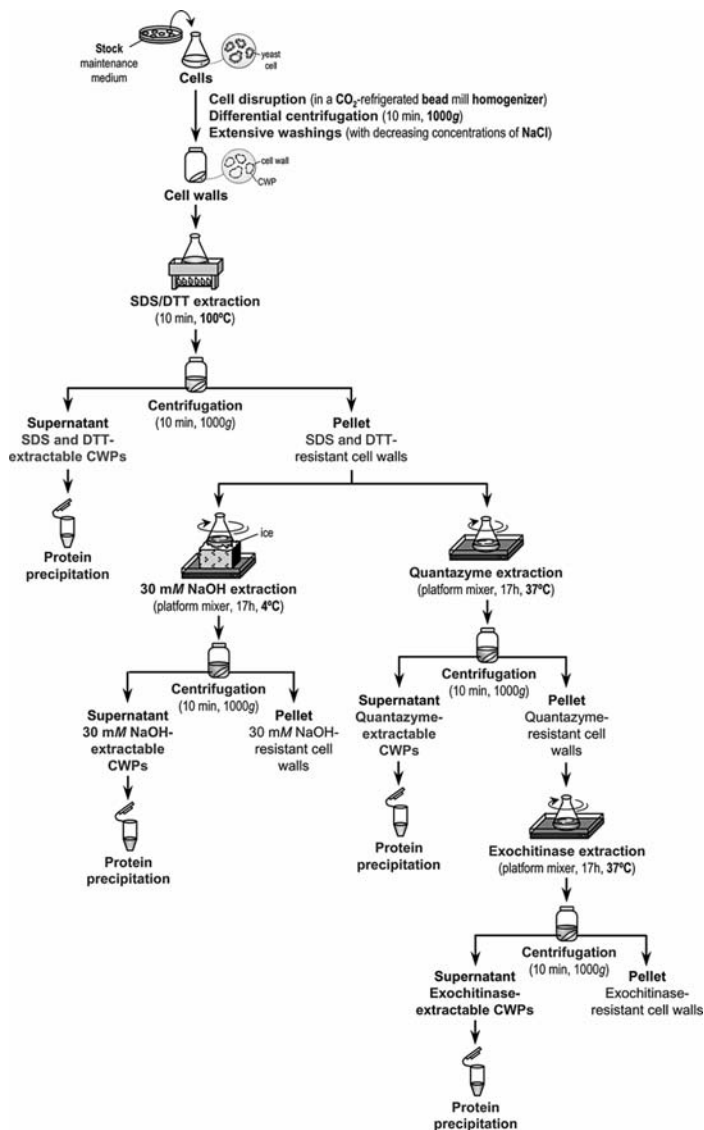 Stock
maintenance
medium
yeast
cell
Cells
Cell disruption (in a CO₂-refrigerated bead mill homogenizer)
Differential centrifugation (10 min, 1000g)
Extensive washings (with decreasing concentrations of NaCl)
cell wall
CWP
Cell walls
SDS/DTT extraction
(10 min, 100ºC)
Centrifugation
(10 min, 1000g)
Supernatant
SDS and DTT-
extractable CWPs
Protein
precipitation
Pellet
SDS and DTT-
resistant cell walls
ice
30 mM NaOH extraction
(platform mixer, 17h, 4ºC)
Centrifugation
(10 min, 1000g)
Supernatant
30 mM NaOH-
extractable
CWPs
Protein
precipitation
Pellet
30 mM NaOH-
resistant cell
walls
Quantazyme extraction
(platform mixer, 17h, 37ºC)
Centrifugation
(10 min, 1000g)
Supernatant
Quantazyme-
extractable
CWPs
Protein
precipitation
Pellet
Quantazyme-
resistant cell
walls
Exochitinase extraction
(platform mixer, 17h, 37ºC)
Centrifugation
(10 min, 1000g)
Supernatant
Exochitinase-
extractable CWPs
Protein
precipitation
Pellet
Exochitinase-
resistant cell walls